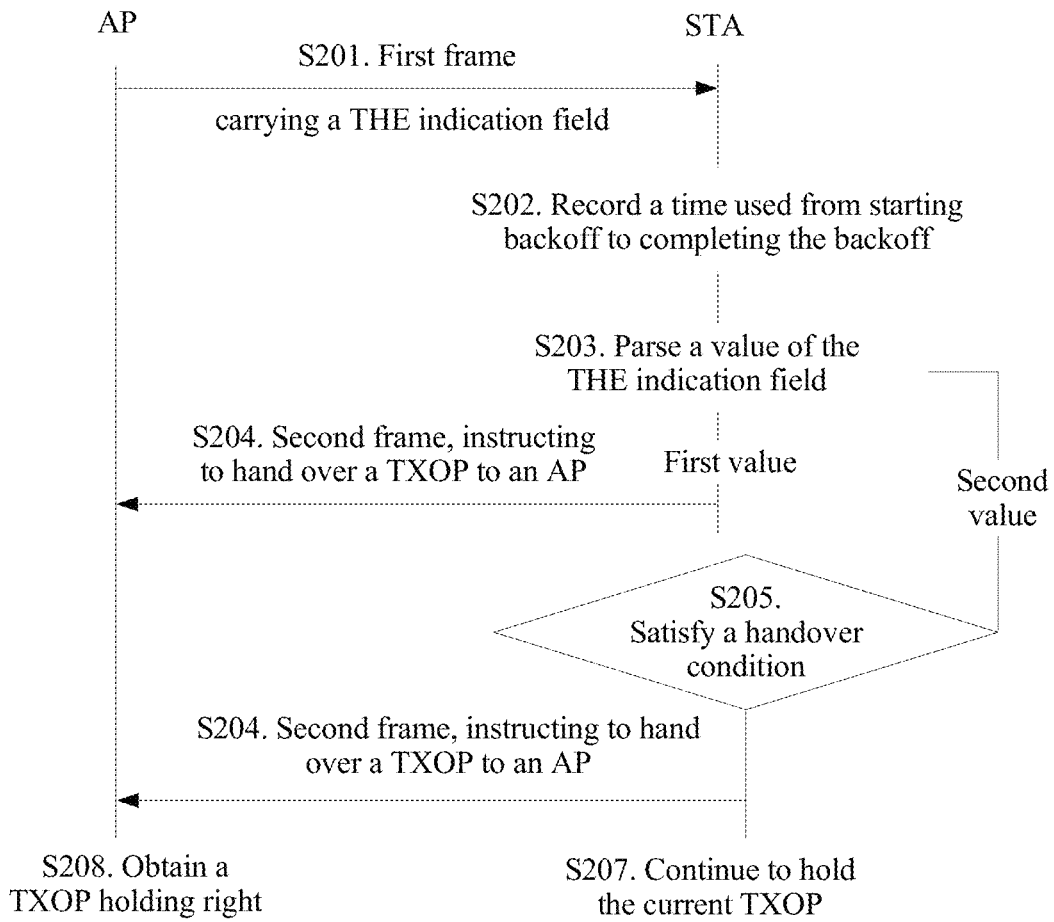 AP
STA
S201. First frame
carrying a THE indication field
S202. Record a time used from starting
backoff to completing the backoff
S203. Parse a value of the
THE indication field
S204. Second frame, instructing
to hand over a TXOP to an AP
First value
Second
value
S205.
Satisfy a handover
condition
S204. Second frame, instructing to hand
over a TXOP to an AP
S208. Obtain a
TXOP holding right
S207. Continue to hold
the current TXOP